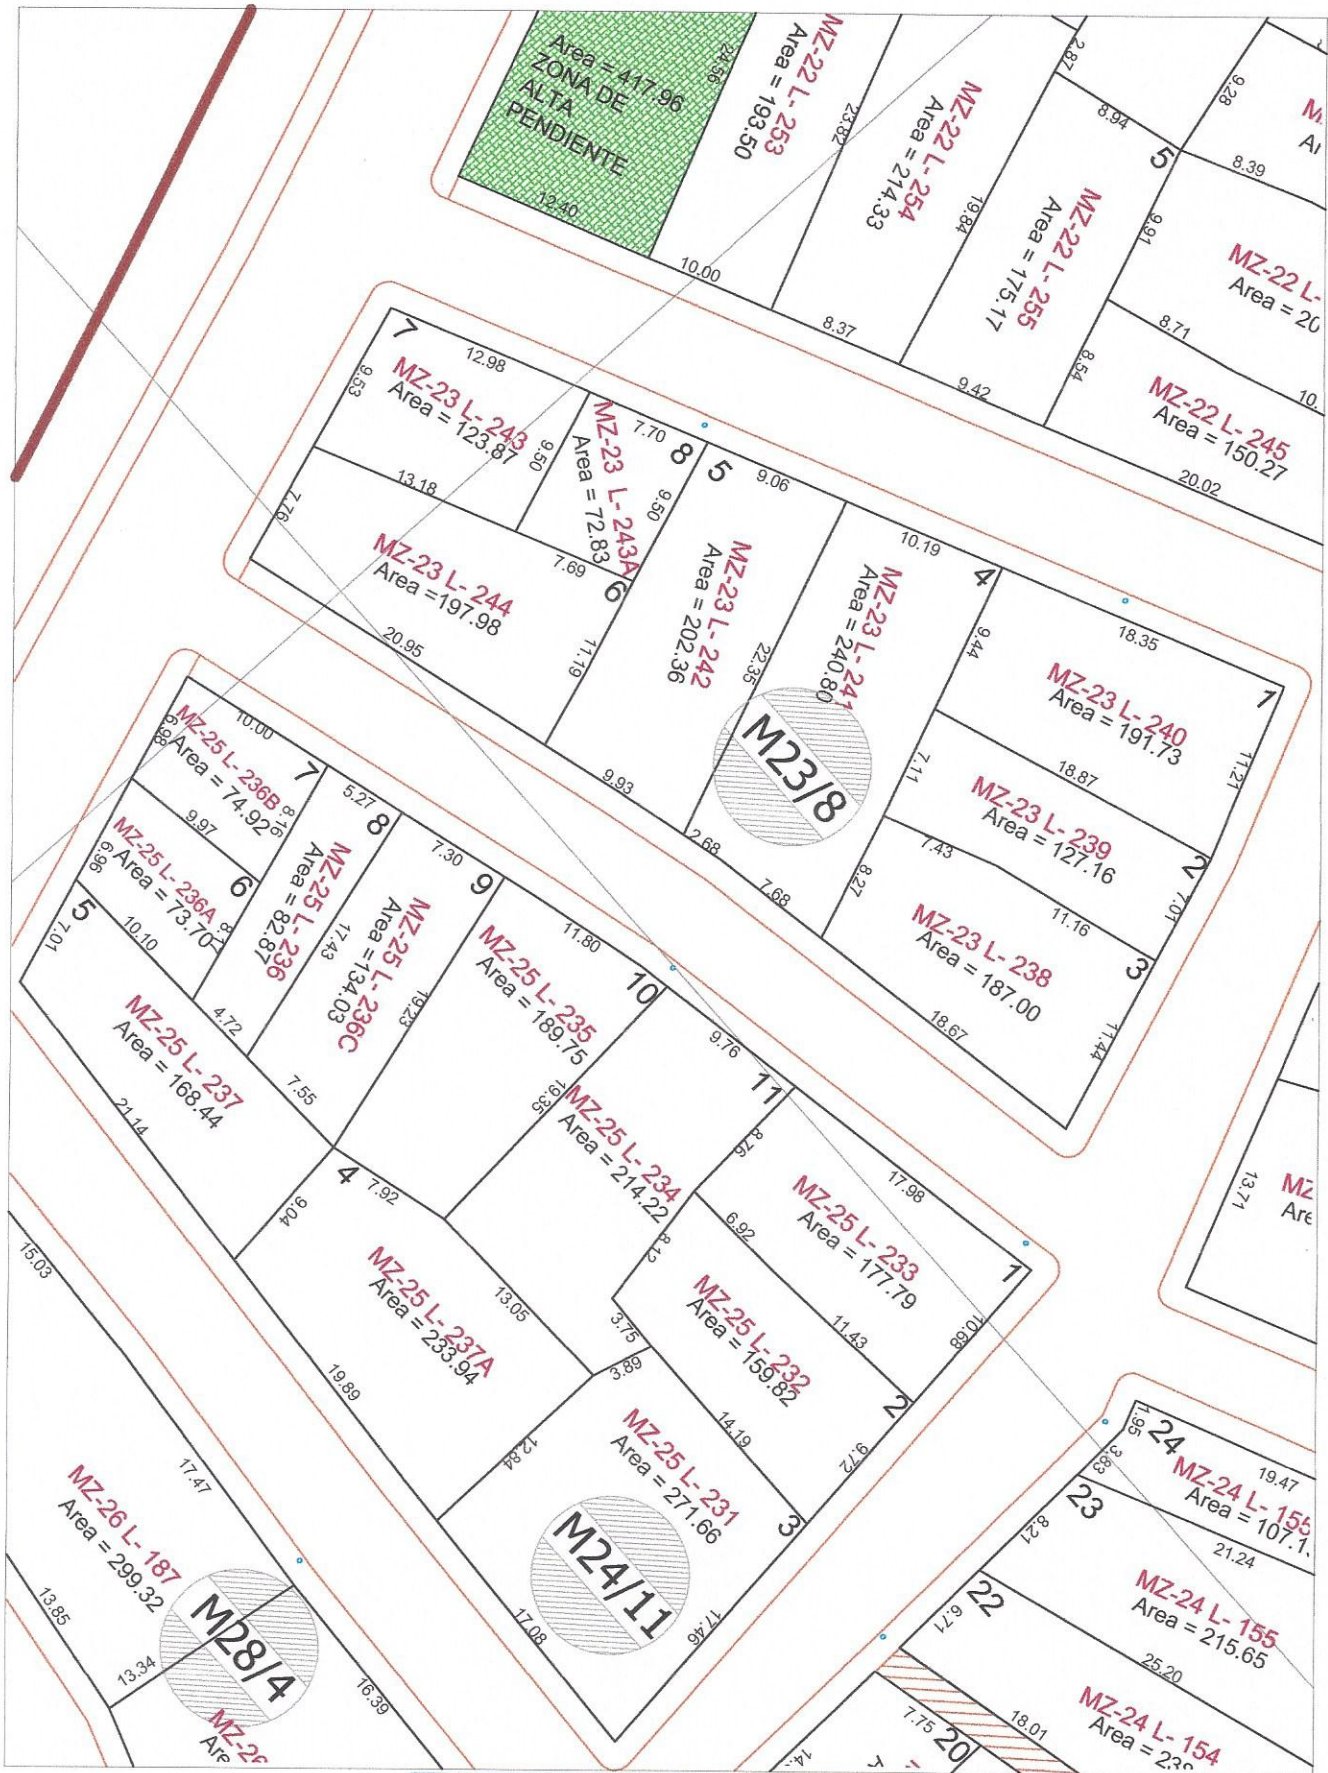 Area = 417.96
ZONA DE
ALTA
PENDIENTE
12.40
24.56
MZ-22 L- 253
Area = 193.50
10.00
23.82
MZ-22 L- 254
Area = 214.33
8.37
19.84
2.87
8.94
5
MZ-22 L- 255
Area = 175.17
9.42
9.28
8.39
9.91
MZ-22 L-
Area = 20
8.71
10.
8.54
MZ-22 L- 245
Area = 150.27
20.02
7
12.98
9.53
MZ-23 L- 243
Area = 123.87
9.50
13.18
MZ-23 L- 243A
Area = 72.83
7.70
8
9.50
7.69
6
7.76
MZ-23 L- 244
Area =197.98
20.95
11.19
5
9.06
MZ-23 L- 242
Area = 202.36
22.35
9.93
10.19
MZ-23 L- 241
Area = 240.80
4
9.44
7.11
8.27
2.68
7.68
M23/8
18.35
1
MZ-23 L- 240
Area = 191.73
11.21
18.87
MZ-23 L- 239
Area = 127.16
2
7.01
7.43
11.16
3
MZ-23 L- 238
Area = 187.00
11.44
18.67
10.00
6.98
MZ-25 L- 236B
Area = 74.92
7
8.16
9.97
6.96
MZ-25 L- 236A
Area = 73.70
6
5
10.10
7.01
5.27
8
MZ-25 L- 236
Area = 82.87
17.43
4.72
7.30
9
MZ-25 L- 236C
Area =134.03
19.23
7.55
MZ-25 L- 237
Area = 168.44
21.14
9.04
11.80
10
MZ-25 L- 235
Area = 189.75
19.35
4
7.92
9.76
11
MZ-25 L- 234
Area = 214.22
8.76
8.12
13.05
3.75
3.89
17.98
1
MZ-25 L- 233
Area = 177.79
10.68
6.92
11.43
MZ-25 L- 232
Area = 159.82
2
9.72
14.19
MZ-25 L- 237A
Area = 233.94
19.89
12.84
MZ-25 L- 231
Area = 271.66
3
17.46
17.08
M24/11
13.71
MZ
Are
15.03
17.47
MZ-26 L- 187
Area = 299.32
13.85
13.34
M28/4
16.39
MZ-26
Are
1.95
24
3.83
19.47
MZ-24 L- 155
Area = 107.1
23
21.24
8.21
MZ-24 L- 155
Area = 215.65
22
6.71
25.20
MZ-24 L- 154
Area = 23
18.01
7.75
20
14.